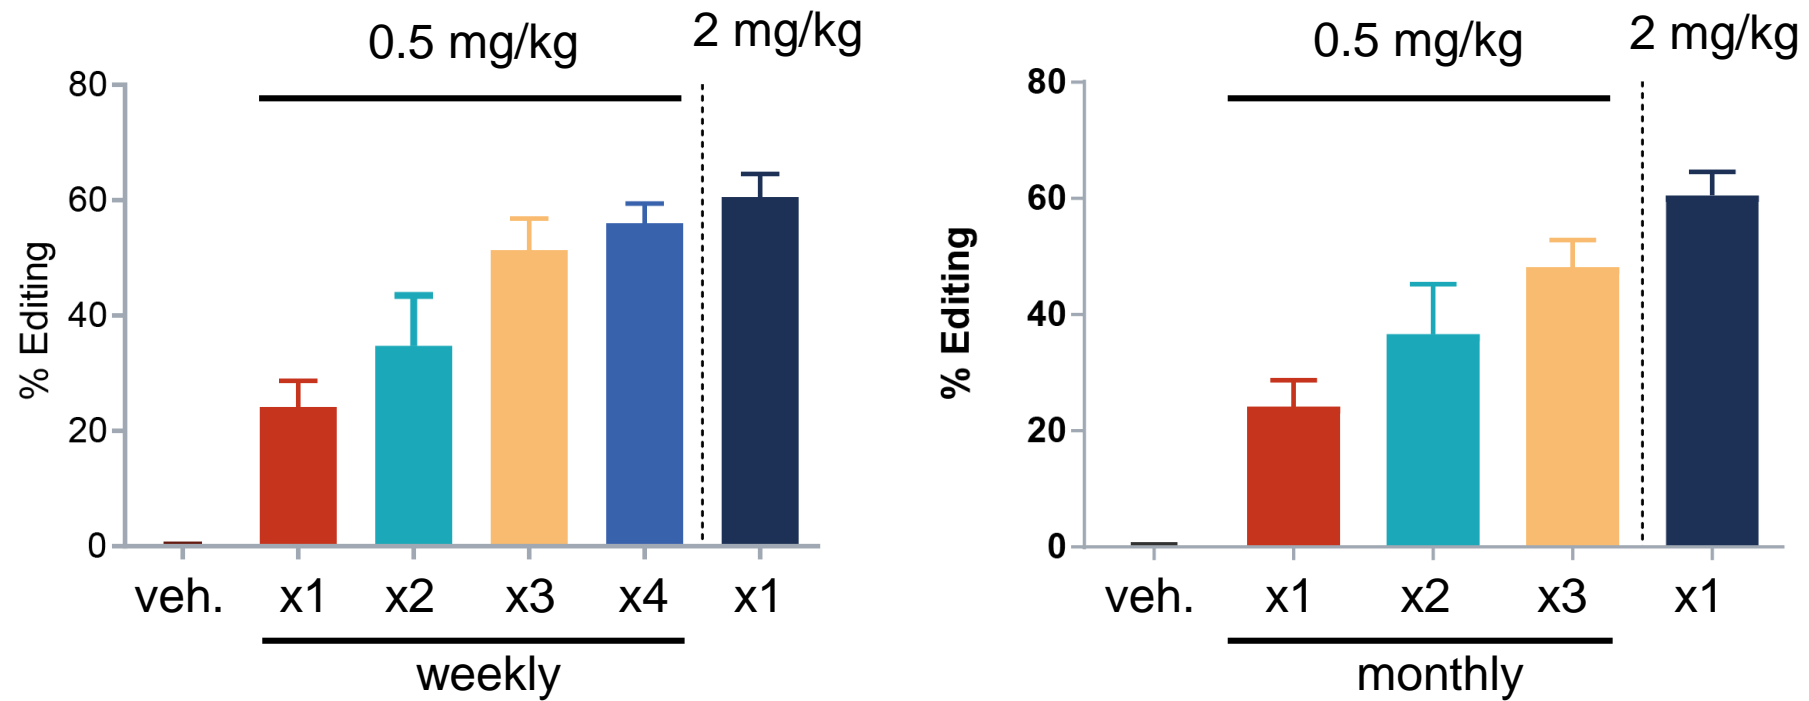 0.5 mg/kg 2 mg/kg
80
60
40
20
0
% Editing
veh. x1 x2 x3 x4 x1
weekly
0.5 mg/kg 2 mg/kg
80
60
40
20
0
% Editing
veh. x1 x2 x3 x1
monthly